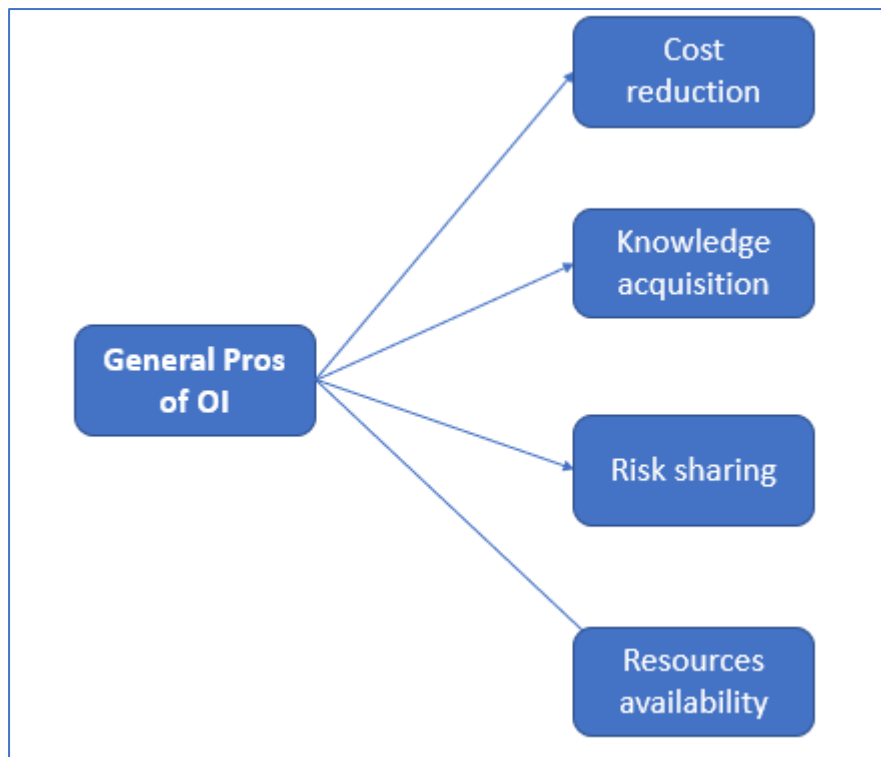 Cost
reduction
Knowledge
acquisition
General Pros
of OI
Risk sharing
Resources
availability